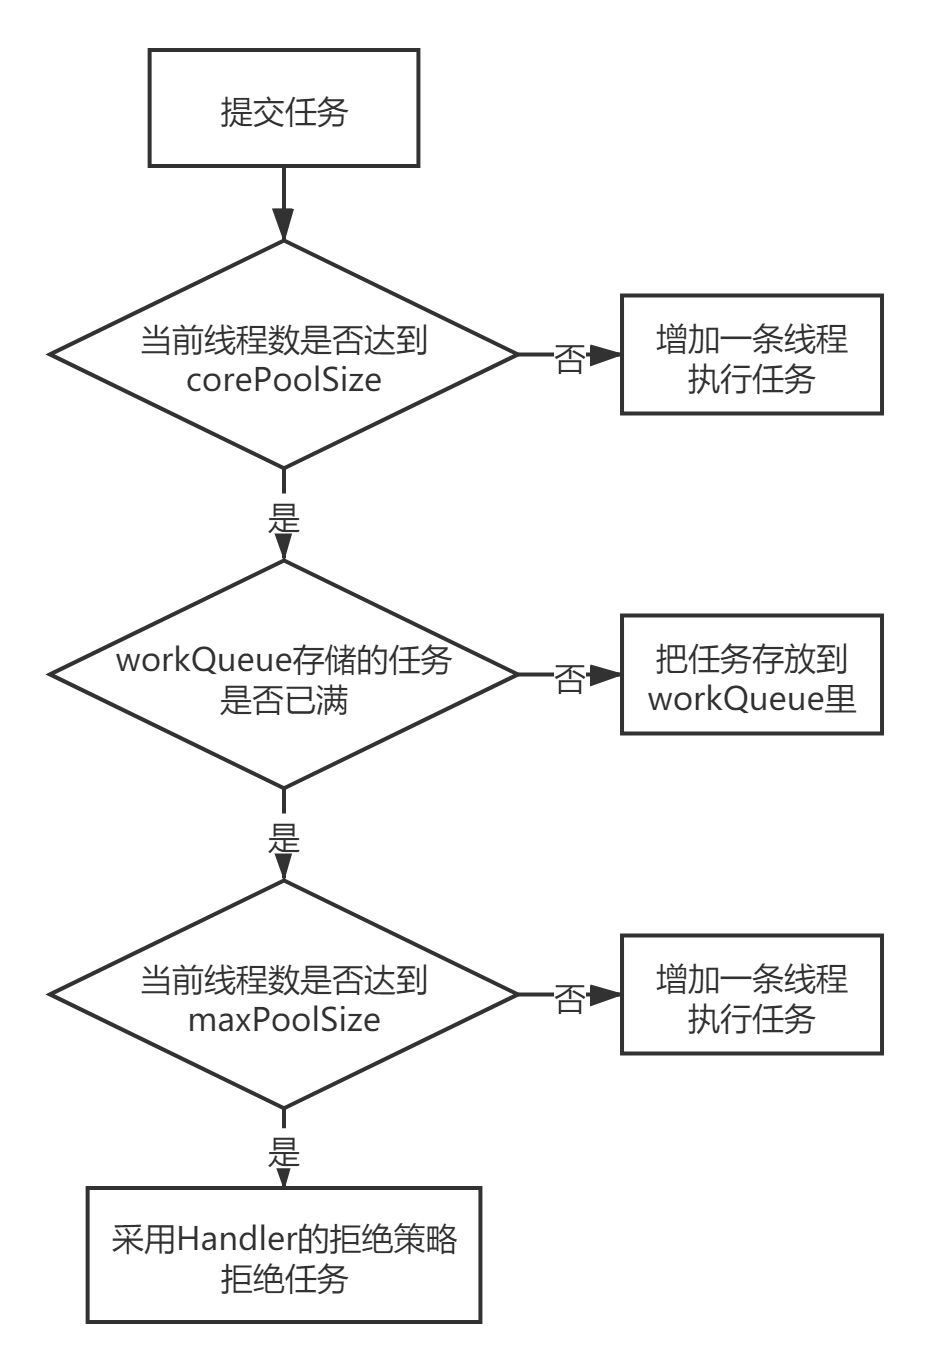 提交任务
当前线程数是否达到
corePoolSize
否
增加一条线程
执行任务
是
workQueue存储的任务
是否已满
否
把任务存放到
workQueue里
是
当前线程数是否达到
maxPoolSize
否
增加一条线程
执行任务
是
采用Handler的拒绝策略
拒绝任务